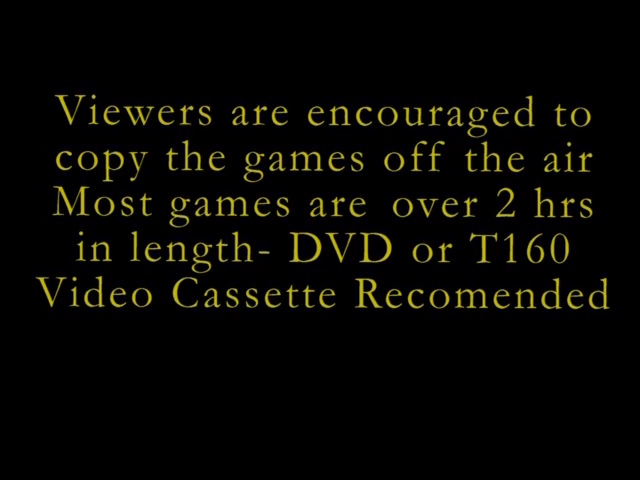 Viewers are encouraged to
copy the games off the air
Most games are over 2 hrs
in length- DVD or T160
Video Cassette Recomended